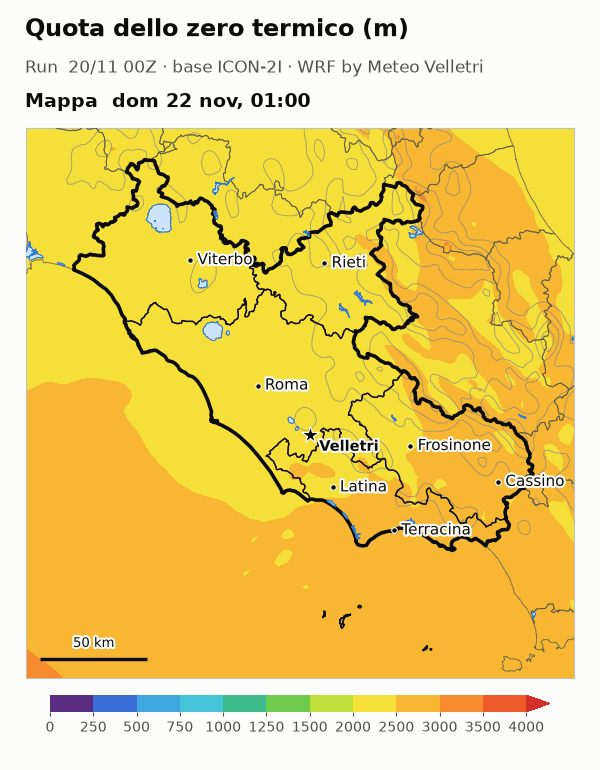 Quota dello zero termico (m)
Run  20/11 00Z · base ICON-2I · WRF by Meteo Velletri
Mappa  dom 22 nov, 01:00
Viterbo
Rieti
Roma
Velletri
Frosinone
Latina
Cassino
Terracina
50 km
0 250 500 750 1000 1250 1500 2000 2500 3000 3500 4000